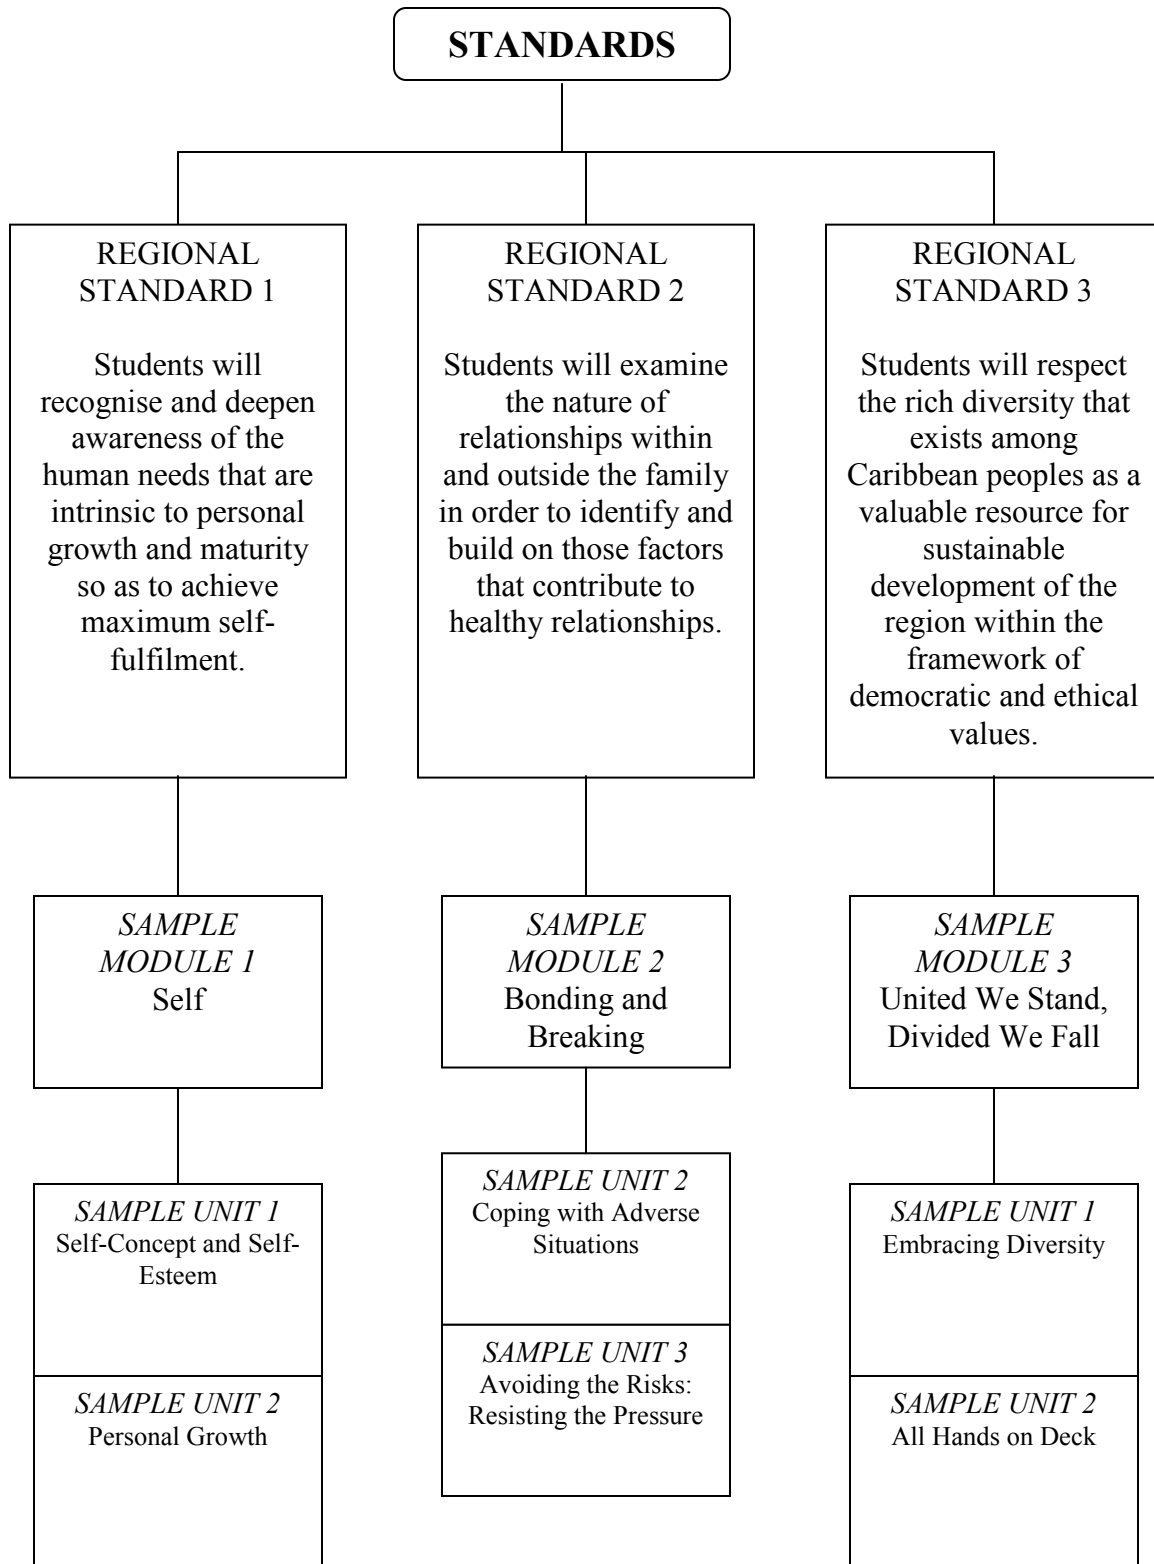 STANDARDS
REGIONAL
STANDARD 1
Students will
recognise and deepen
awareness of the
human needs that are
intrinsic to personal
growth and maturity
so as to achieve
maximum self-
fulfilment.
REGIONAL
STANDARD 2
Students will examine
the nature of
relationships within
and outside the family
in order to identify and
build on those factors
that contribute to
healthy relationships.
REGIONAL
STANDARD 3
Students will respect
the rich diversity that
exists among
Caribbean peoples as a
valuable resource for
sustainable
development of the
region within the
framework of
democratic and ethical
values.
SAMPLE
MODULE 1
Self
SAMPLE
MODULE 2
Bonding and
Breaking
SAMPLE
MODULE 3
United We Stand,
Divided We Fall
SAMPLE UNIT 1
Self-Concept and Self-
Esteem
SAMPLE UNIT 2
Personal Growth
SAMPLE UNIT 2
Coping with Adverse
Situations
SAMPLE UNIT 3
Avoiding the Risks:
Resisting the Pressure
SAMPLE UNIT 1
Embracing Diversity
SAMPLE UNIT 2
All Hands on Deck